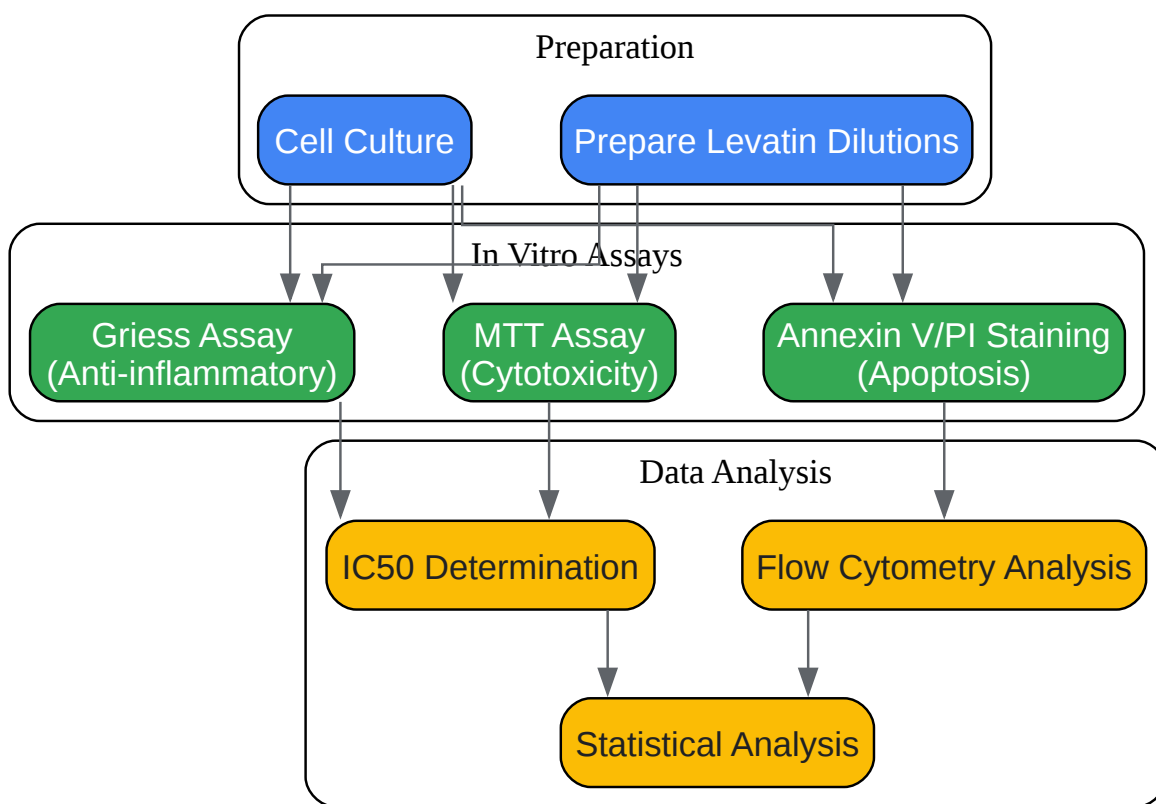 Preparation
Cell Culture
Prepare Levatin Dilutions
In Vitro Assays
Griess Assay
(Anti-inflammatory)
MTT Assay
(Cytotoxicity)
Annexin V/PI Staining
(Apoptosis)
Data Analysis
IC50 Determination
Flow Cytometry Analysis
Statistical Analysis